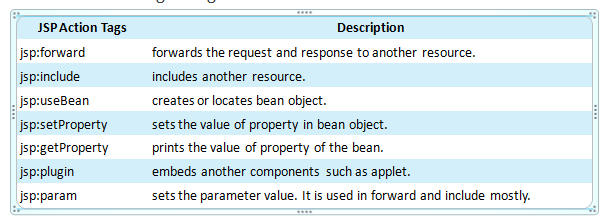 JSP Action Tags Description
jsp:forward forwards the request and response to another resource.
jsp:include includes another resource.
jsp:useBean creates or locates bean object.
jsp:setProperty sets the value of property in bean object.
jsp:getProperty prints the value of property of the bean.
jsp:plugin embeds another components such as applet.
jsp:param sets the parameter value. It is used in forward and include mostly.